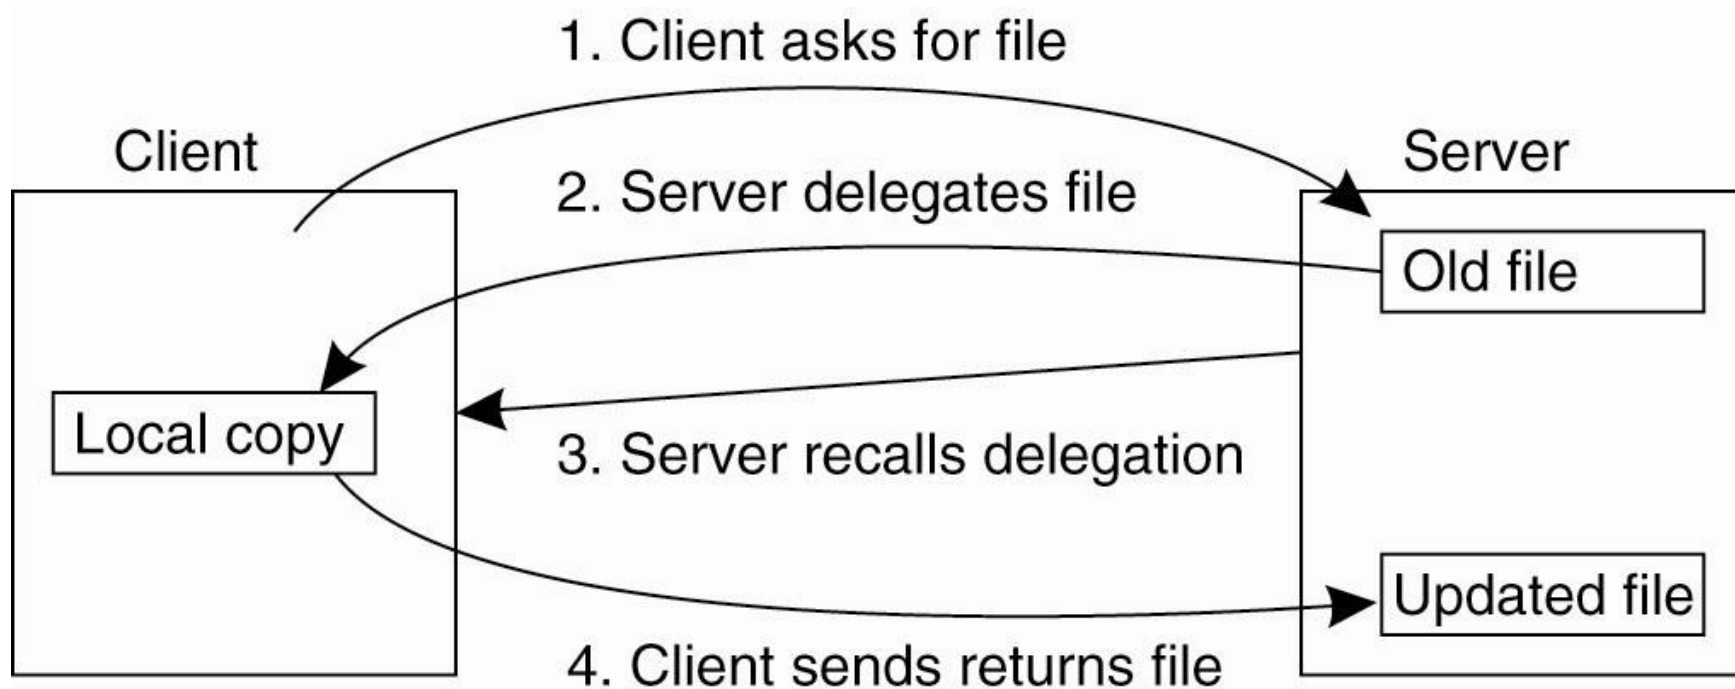 1. Client asks for file
Client
Server
2. Server delegates file
Old file
Local copy
3. Server recalls delegation
Updated file
4. Client sends returns file